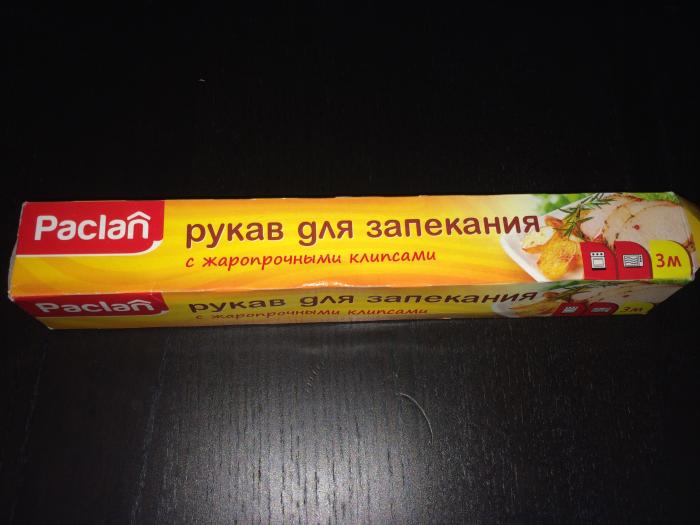 Paclan
рукав для запекания
с жаропрочными клипсами
3м
Paclan
рукав для запекания
с жаропрочными клипсами
3м